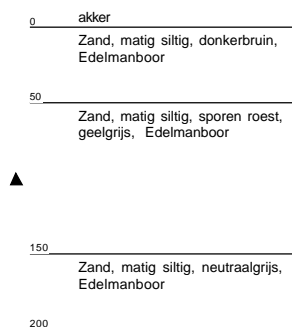 0 akker
Zand, matig siltig, donkerbruin,
Edelmanboor
50
Zand, matig siltig, sporen roest,
geelgrijs, Edelmanboor
150
Zand, matig siltig, neutraalgrijs,
Edelmanboor
200